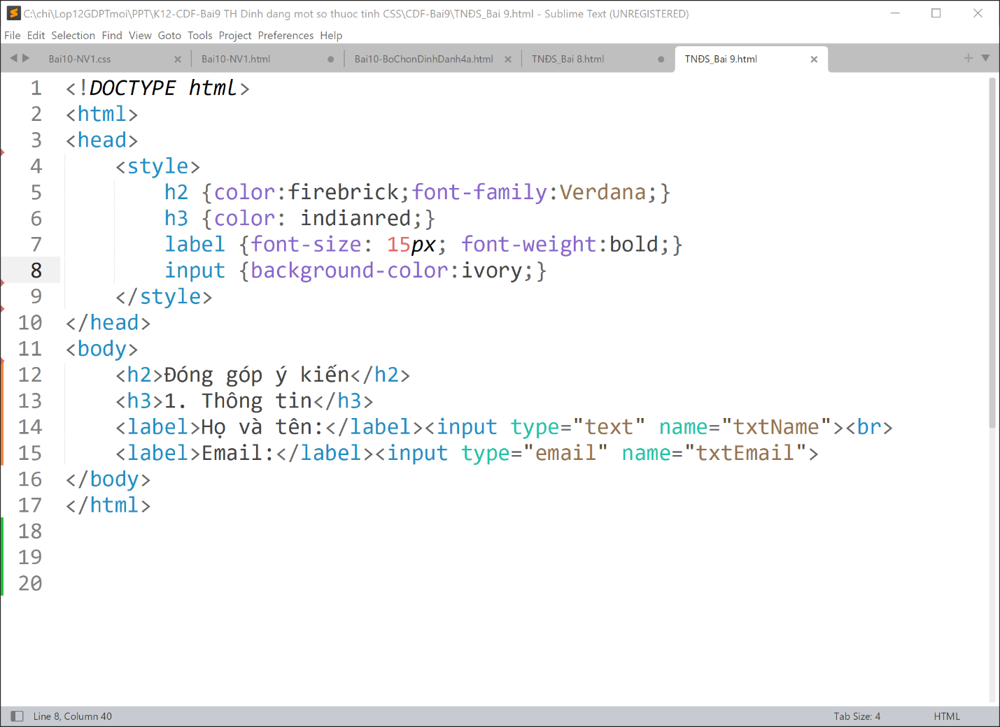 C:\chi\Lop12GDPTmoi\PPT\K12-CDF-Bai9 TH Dinh dang mot so thuoc tinh CSS\CDF-Bai9\TNĐS_Bai 9.html - Sublime Text (UNREGISTERED)
File Edit Selection Find View Goto Tools Project Preferences Help
Bai10-NV1.css Bai10-NV1.html Bai10-BoChonDinhDanh4a.html TNĐS_Bai 8.html TNĐS_Bai 9.html
1 <!DOCTYPE html>
2 <html>
3 <head>
4 <style>
5 h2 {color:firebrick;font-family:Verdana;}
6 h3 {color: indianred;}
7 label {font-size: 15px; font-weight:bold;}
8 input {background-color:ivory;}
9 </style>
10 </head>
11 <body>
12 <h2>Đóng góp ý kiến</h2>
13 <h3>1. Thông tin</h3>
14 <label>Họ và tên:</label><input type="text" name="txtName"><br>
15 <label>Email:</label><input type="email" name="txtEmail">
16 </body>
17 </html>
18
19
20
Line 8, Column 40 Tab Size: 4 HTML